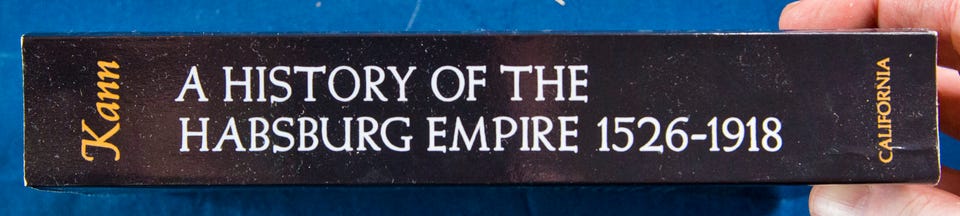 Kann
A HISTORY OF THE
HABSBURG EMPIRE 1526-1918
CALIFORNIA